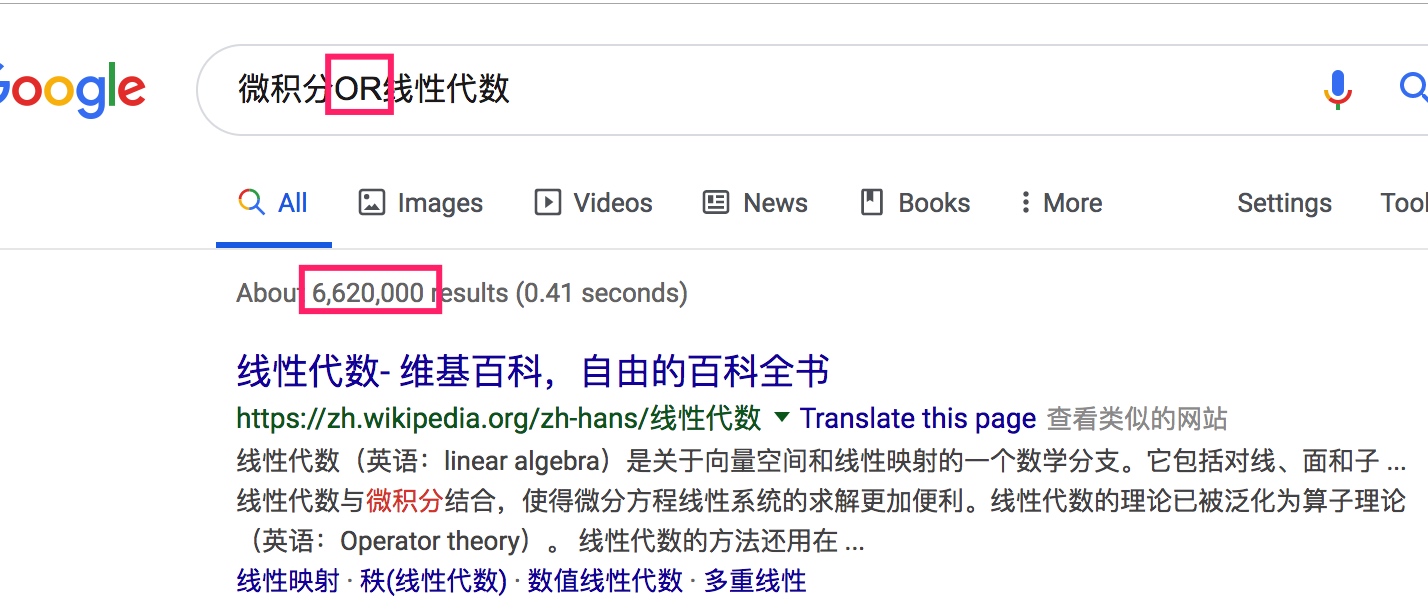 Google
微积分OR线性代数
All Images Videos News Books More Settings Tool
About 6,620,000 results (0.41 seconds)
线性代数- 维基百科，自由的百科全书
https://zh.wikipedia.org/zh-hans/线性代数 Translate this page 查看类似的网站
线性代数（英语：linear algebra）是关于向量空间和线性映射的一个数学分支。它包括对线、面和子 ...
线性代数与微积分结合，使得微分方程线性系统的求解更加便利。线性代数的理论已被泛化为算子理论
（英语：Operator theory）。 线性代数的方法还用在 ...
线性映射 · 秩(线性代数) · 数值线性代数 · 多重线性